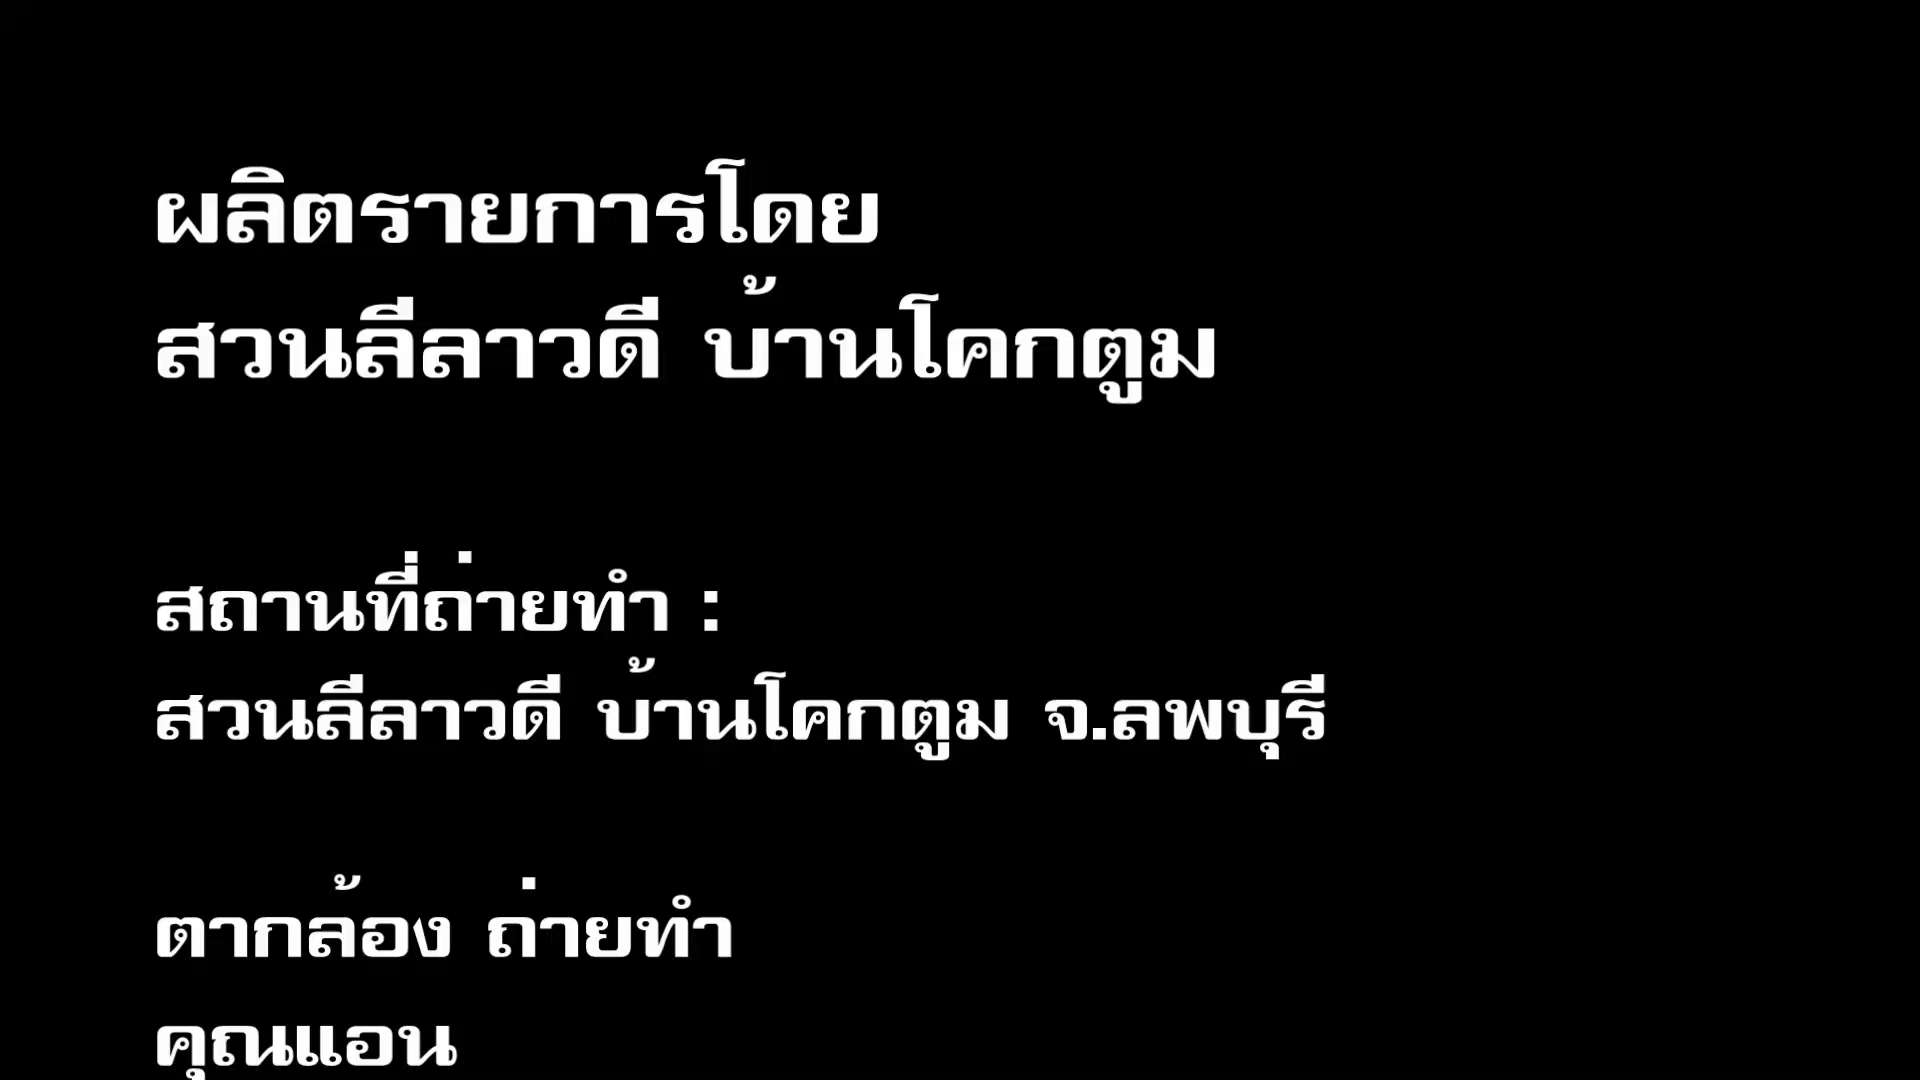 ผลิตรายการโดย
สวนลีลาวดี บ้านโคกตูม
สถานที่ถ่ายทำ :
สวนลีลาวดี บ้านโคกตูม จ.ลพบุรี
ตากล้อง ถ่ายทำ
คุณแอน